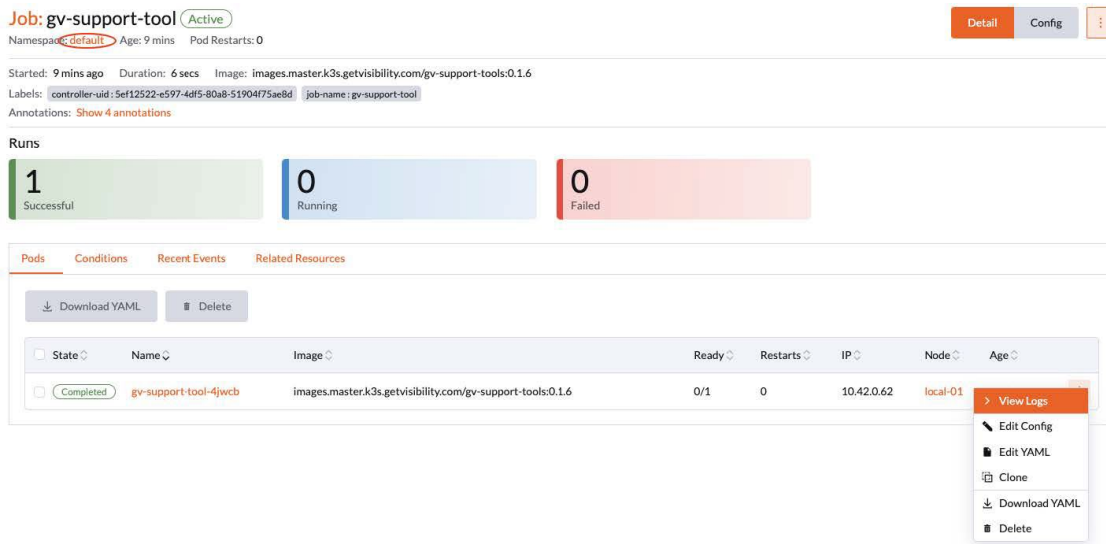 Job: gv-support-tool Active
Detail Config
Namespace: default Age: 9 mins Pod Restarts: 0
Started: 9 mins ago Duration: 6 secs Image: images.master.k3s.getvisibility.com/gv-support-tools:0.1.6
Labels: controller-uid : 5ef12522-e597-4df5-80a8-51904f75ae8d job-name : gv-support-tool
Annotations: Show 4 annotations
Runs
1 0 0
Successful Running Failed
Pods Conditions Recent Events Related Resources
Download YAML Delete
State Name Image Ready Restarts IP Node Age
Completed gv-support-tool-4jwcb images.master.k3s.getvisibility.com/gv-support-tools:0.1.6 0/1 0 10.42.0.62 local-01
View Logs
Edit Config
Edit YAML
Clone
Download YAML
Delete